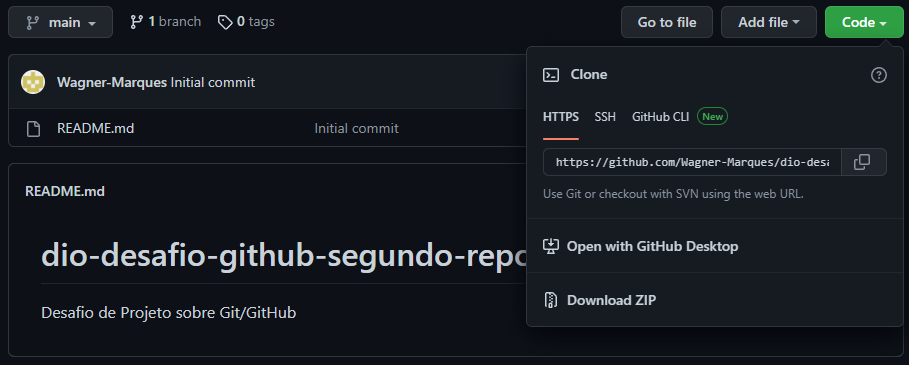 main 1 branch 0 tags Go to file Add file Code
Wagner-Marques Initial commit
README.md Initial commit
README.md
dio-desafio-github-segundo-repo
Desafio de Projeto sobre Git/GitHub
Clone
HTTPS SSH GitHub CLI New
https://github.com/Wagner-Marques/dio-desa
Use Git or checkout with SVN using the web URL.
Open with GitHub Desktop
Download ZIP